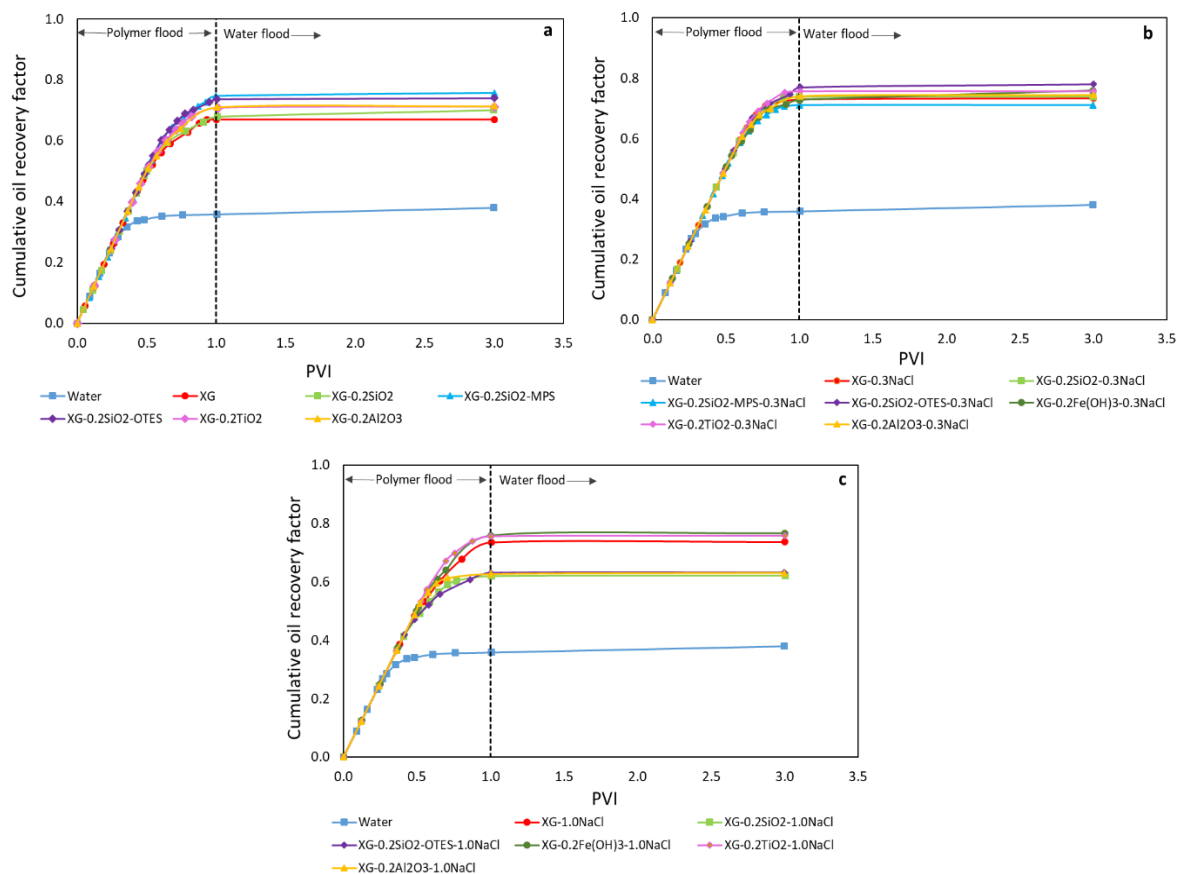 1.0
0.8
0.6
0.4
0.2
0.0
Cumulative oil recovery factor
Polymer flood
Water flood
a
0.0 0.5 1.0 1.5 2.0 2.5 3.0 3.5
PVI
Water XG XG-0.2SiO2 XG-0.2SiO2-MPS
XG-0.2SiO2-OTES XG-0.2TiO2 XG-0.2Al2O3
1.0
0.8
0.6
0.4
0.2
0.0
Cumulative oil recovery factor
Polymer flood
Water flood
b
0.0 0.5 1.0 1.5 2.0 2.5 3.0 3.5
PVI
Water XG-0.3NaCl XG-0.2SiO2-0.3NaCl
XG-0.2SiO2-MPS-0.3NaCl XG-0.2SiO2-OTES-0.3NaCl XG-0.2Fe(OH)3-0.3NaCl
XG-0.2TiO2-0.3NaCl XG-0.2Al2O3-0.3NaCl
1.0
0.8
0.6
0.4
0.2
0.0
Cumulative oil recovery factor
Polymer flood
Water flood
c
0.0 0.5 1.0 1.5 2.0 2.5 3.0 3.5
PVI
Water XG-1.0NaCl XG-0.2SiO2-1.0NaCl
XG-0.2SiO2-OTES-1.0NaCl XG-0.2Fe(OH)3-1.0NaCl XG-0.2TiO2-1.0NaCl
XG-0.2Al2O3-1.0NaCl